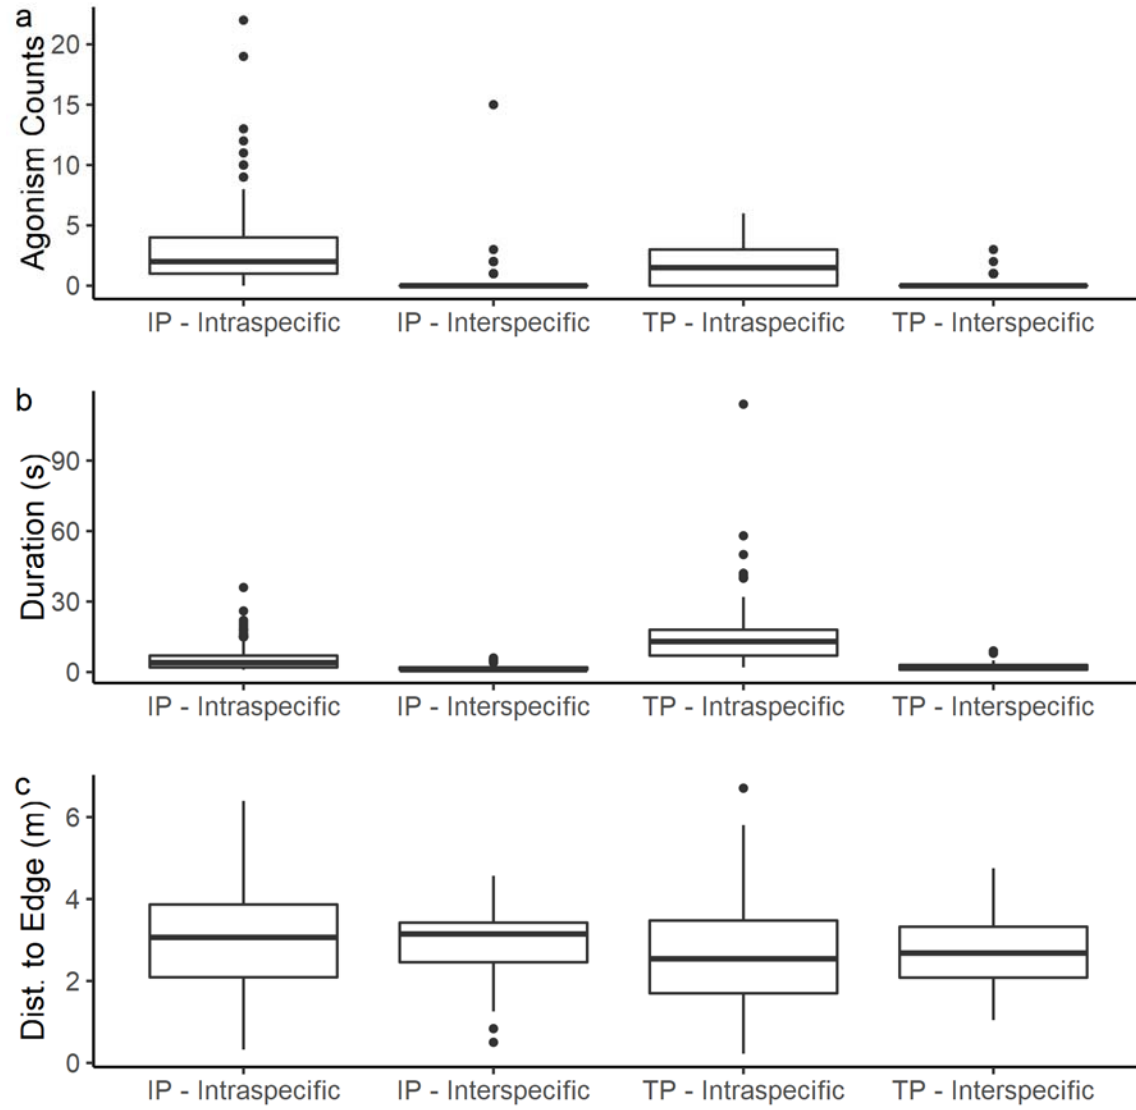 a
Agonism Counts
20
15
10
5
0
IP - Intraspecific IP - Interspecific TP - Intraspecific TP - Interspecific
b
Duration (s)
90
60
30
0
IP - Intraspecific IP - Interspecific TP - Intraspecific TP - Interspecific
c
Dist. to Edge (m)
6
4
2
0
IP - Intraspecific IP - Interspecific TP - Intraspecific TP - Interspecific